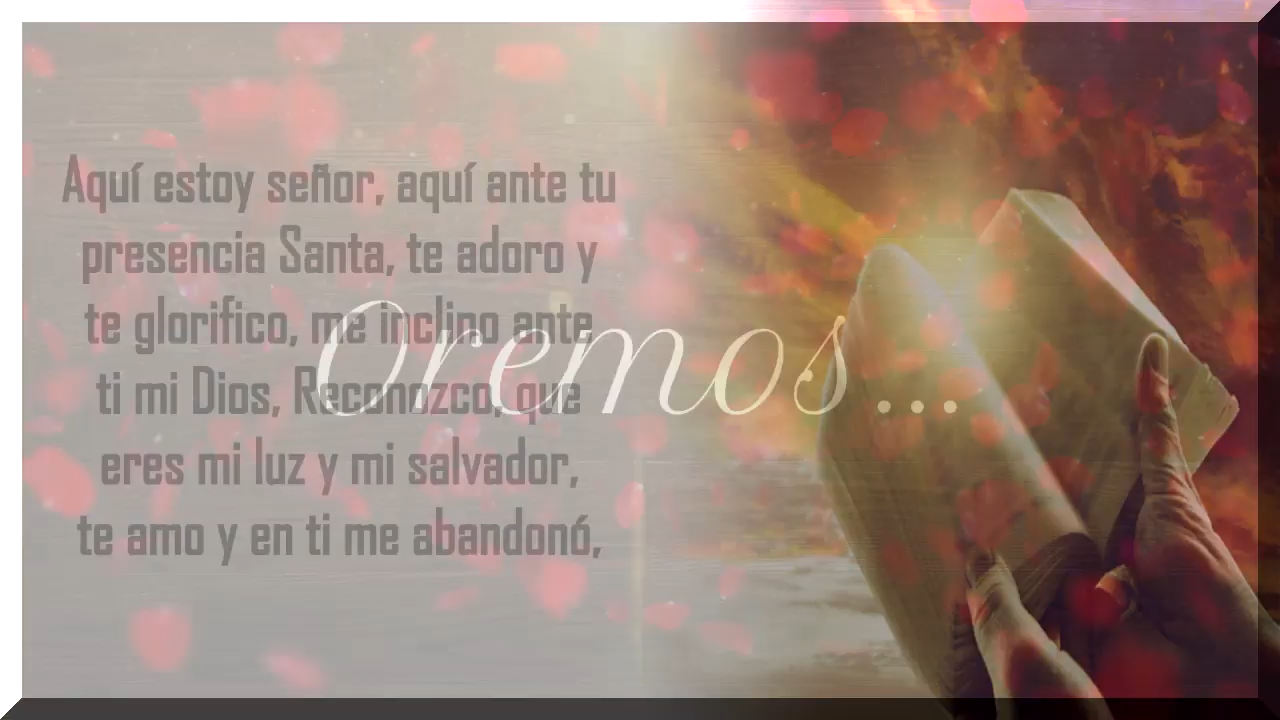 Aquí estoy señor, aquí ante tu
presencia Santa, te adoro y
te glorifico, me inclino ante
ti mi Dios, Reconozco, que
eres mi luz y mi salvador,
te amo y en ti me abandonó,
Oremos...